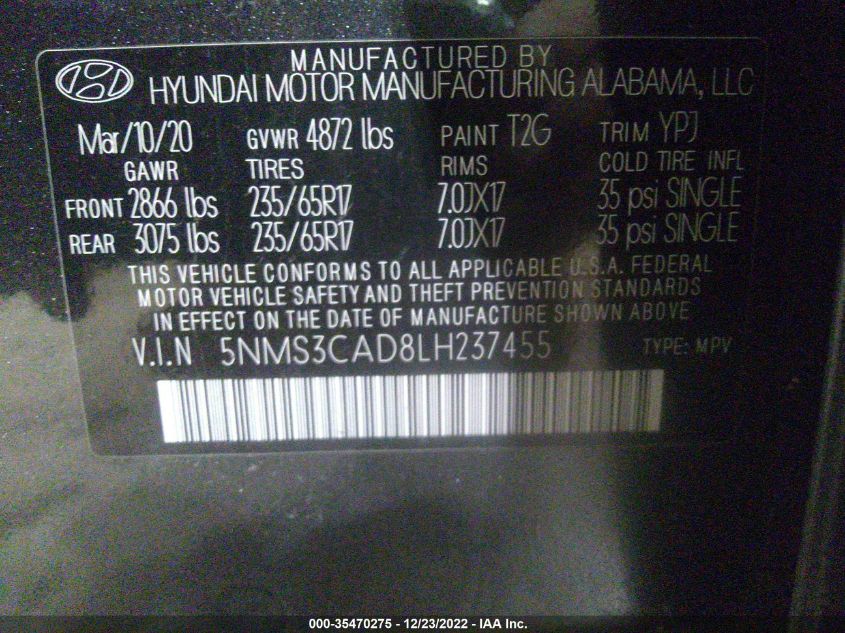 MANUFACTURED BY
HYUNDAI MOTOR MANUFACTURING ALABAMA, LLC
Mar/10/20 GVWR 4872 lbs PAINT T2G TRIM YPJ
GAWR TIRES RIMS COLD TIRE INFL
FRONT 2866 lbs 235/65R17 7.0JX17 35 psi SINGLE
REAR 3075 lbs 235/65R17 7.0JX17 35 psi SINGLE
THIS VEHICLE CONFORMS TO ALL APPLICABLE U.S.A. FEDERAL
MOTOR VEHICLE SAFETY AND THEFT PREVENTION STANDARDS
IN EFFECT ON THE DATE OF MANUFACTURE SHOWN ABOVE
V.I.N 5NMS3CAD8LH237455 TYPE: MPV
000-35470275 - 12/23/2022 - IAA Inc.